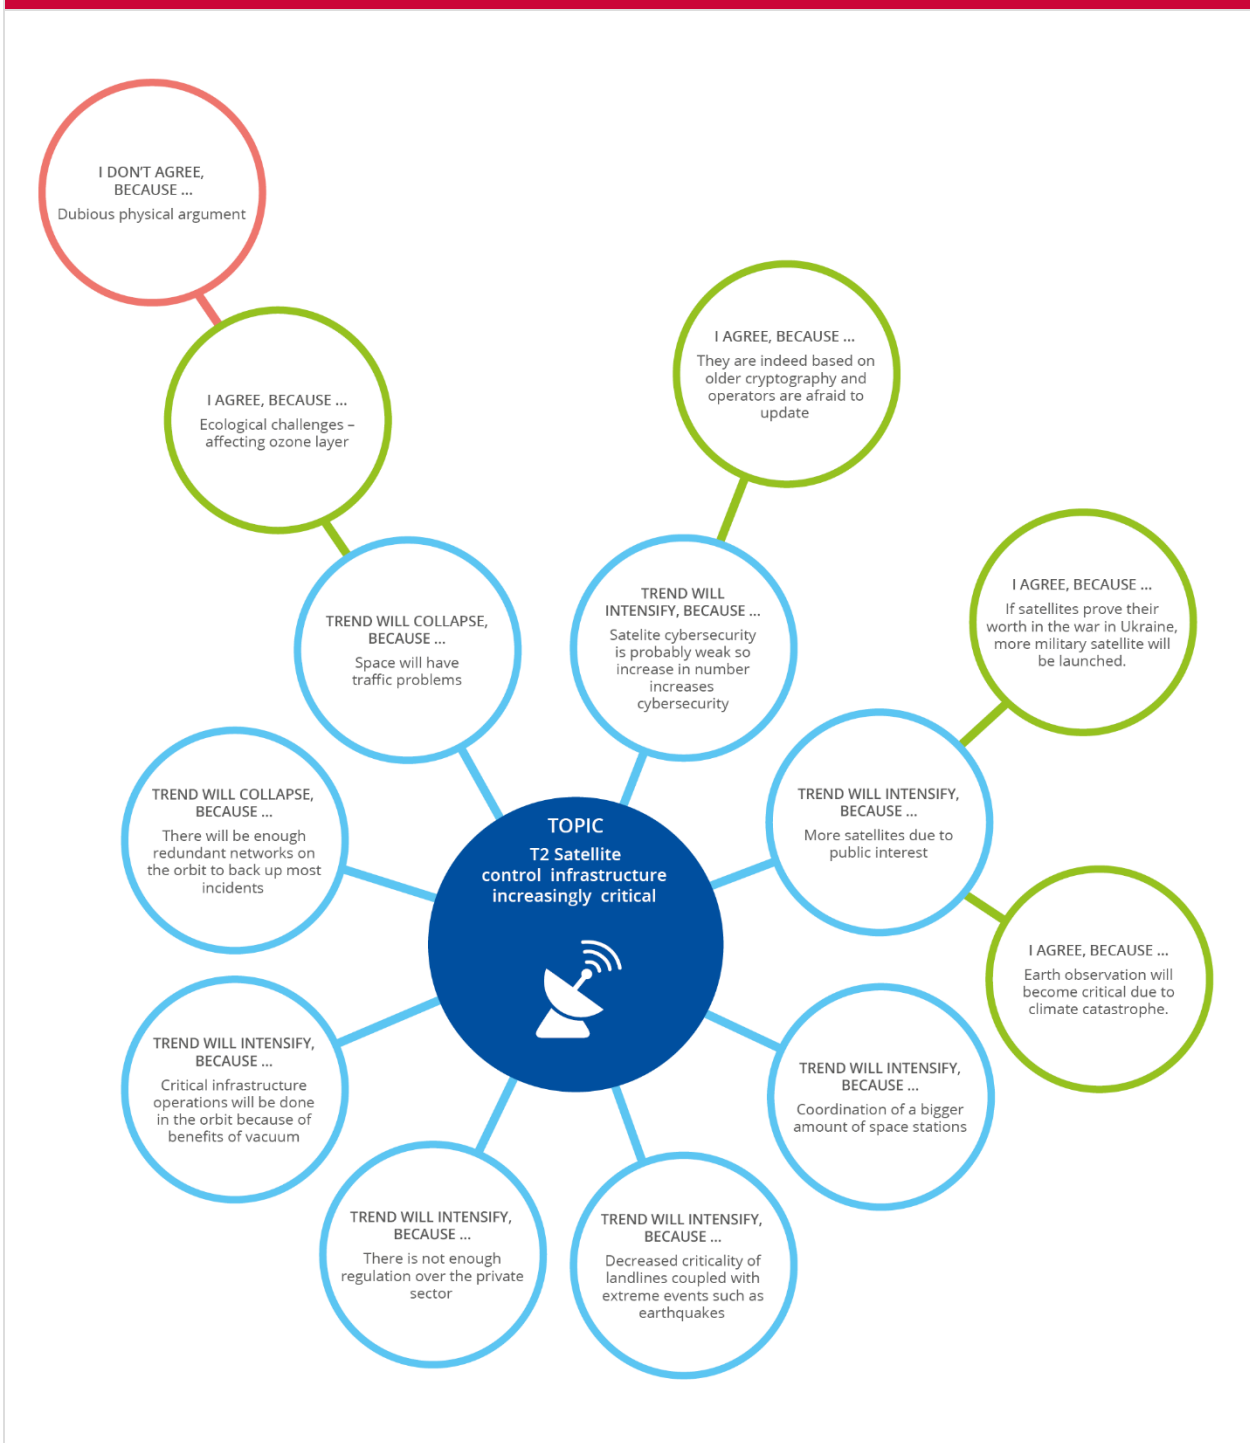 I DON'T AGREE,
BECAUSE ...
Dubious physical argument
I AGREE, BECAUSE ...
Ecological challenges –
affecting ozone layer
I AGREE, BECAUSE ...
They are indeed based on
older cryptography and
operators are afraid to
update
TREND WILL COLLAPSE,
BECAUSE ...
Space will have
traffic problems
TREND WILL
INTENSIFY, BECAUSE ...
Satelite cybersecurity
is probably weak so
increase in number
increases
cybersecurity
I AGREE, BECAUSE ...
If satellites prove their
worth in the war in Ukraine,
more military satellite will
be launched.
TREND WILL COLLAPSE,
BECAUSE ...
There will be enough
redundant networks on
the orbit to back up most
incidents
TOPIC
T2 Satellite
control infrastructure
increasingly critical
TREND WILL INTENSIFY,
BECAUSE ...
More satellites due to
public interest
I AGREE, BECAUSE ...
Earth observation will
become critical due to
climate catastrophe.
TREND WILL INTENSIFY,
BECAUSE ...
Critical infrastructure
operations will be done
in the orbit because of
benefits of vacuum
TREND WILL INTENSIFY,
BECAUSE ...
Coordination of a bigger
amount of space stations
TREND WILL INTENSIFY,
BECAUSE ...
There is not enough
regulation over the private
sector
TREND WILL INTENSIFY,
BECAUSE ...
Decreased criticality of
landlines coupled with
extreme events such as
earthquakes